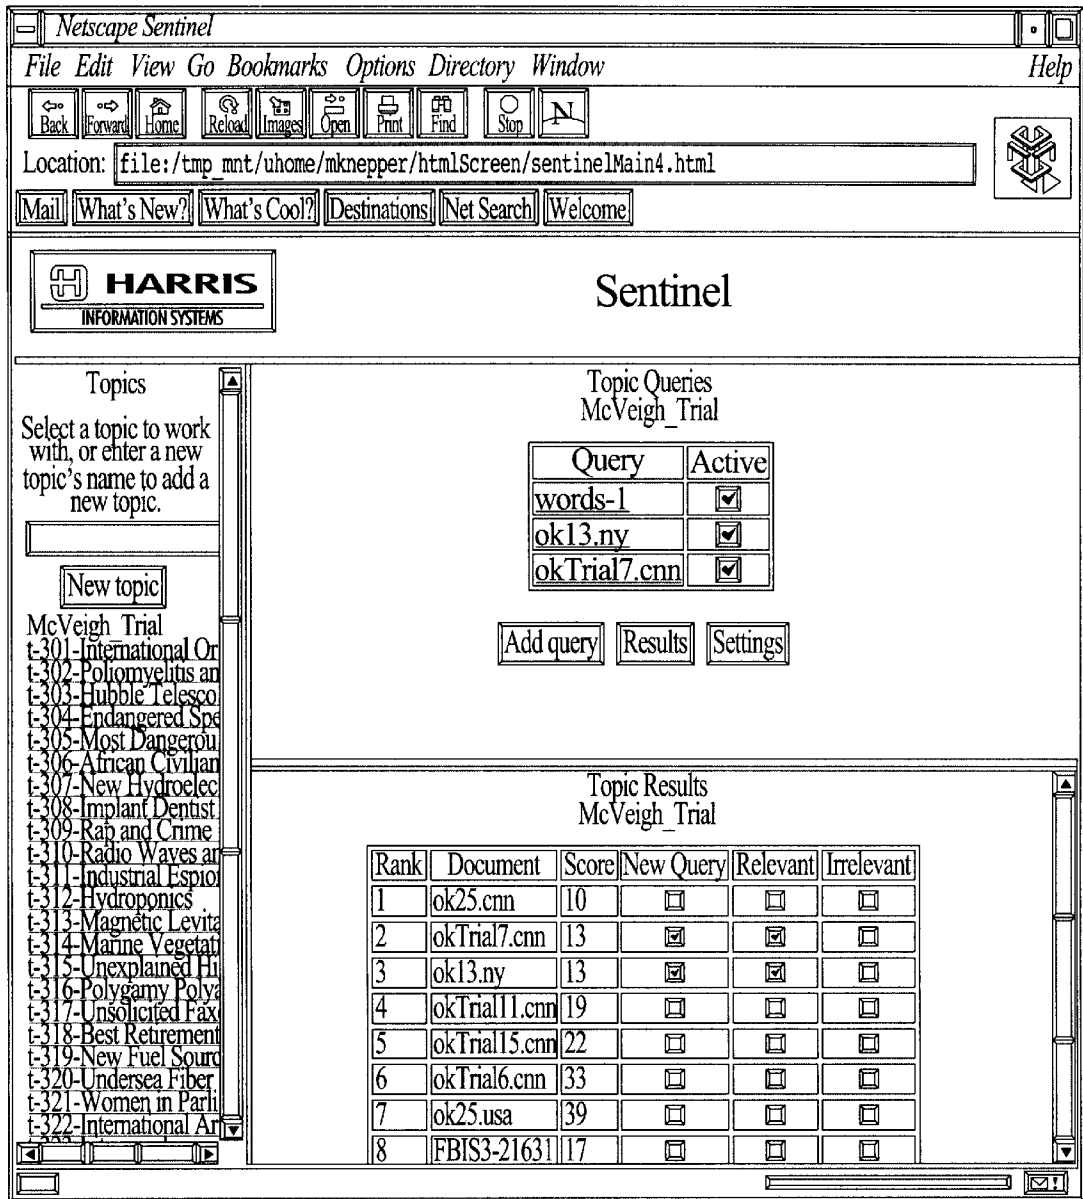 Netscape Sentinel
File Edit View Go Bookmarks Options Directory Window Help
Back Forward Home Reload Images Open Print Find Stop N
Location: file:/tmp_mnt/uhome/mknepper/htmlScreen/sentinelMain4.html
Mail What's New? What's Cool? Destinations Net Search Welcome
HARRIS
INFORMATION SYSTEMS
Sentinel
Topics
Select a topic to work
with, or enter a new
topic's name to add a
new topic.
New topic
McVeigh_Trial
t-301-International Or
t-302-Poliomyelitis an
t-303-Hubble Telesco
t-304-Endangered Spe
t-305-Most Dangerou
t-306-African Civilian
t-307-New Hydroelec
t-308-Implant Dentist
t-309-Rap and Crime
t-310-Radio Waves an
t-311-Industrial Espion
t-312-Hydroponics
t-313-Magnetic Levita
t-314-Marine Vegetati
t-315-Unexplained Hi
t-316-Polygamy Polya
t-317-Unsolicited Faxe
t-318-Best Retirement
t-319-New Fuel Sourc
t-320-Undersea Fiber
t-321-Women in Parli
t-322-International Ar
Topic Queries
McVeigh_Trial
Query Active
words-1
ok13.ny
okTrial7.cnn
Add query Results Settings
Topic Results
McVeigh_Trial
Rank Document Score New Query Relevant Irrelevant
1 ok25.cnn 10
2 okTrial7.cnn 13
3 ok13.ny 13
4 okTrial11.cnn 19
5 okTrial15.cnn 22
6 okTrial6.cnn 33
7 ok25.usa 39
8 FBIS3-21631 17